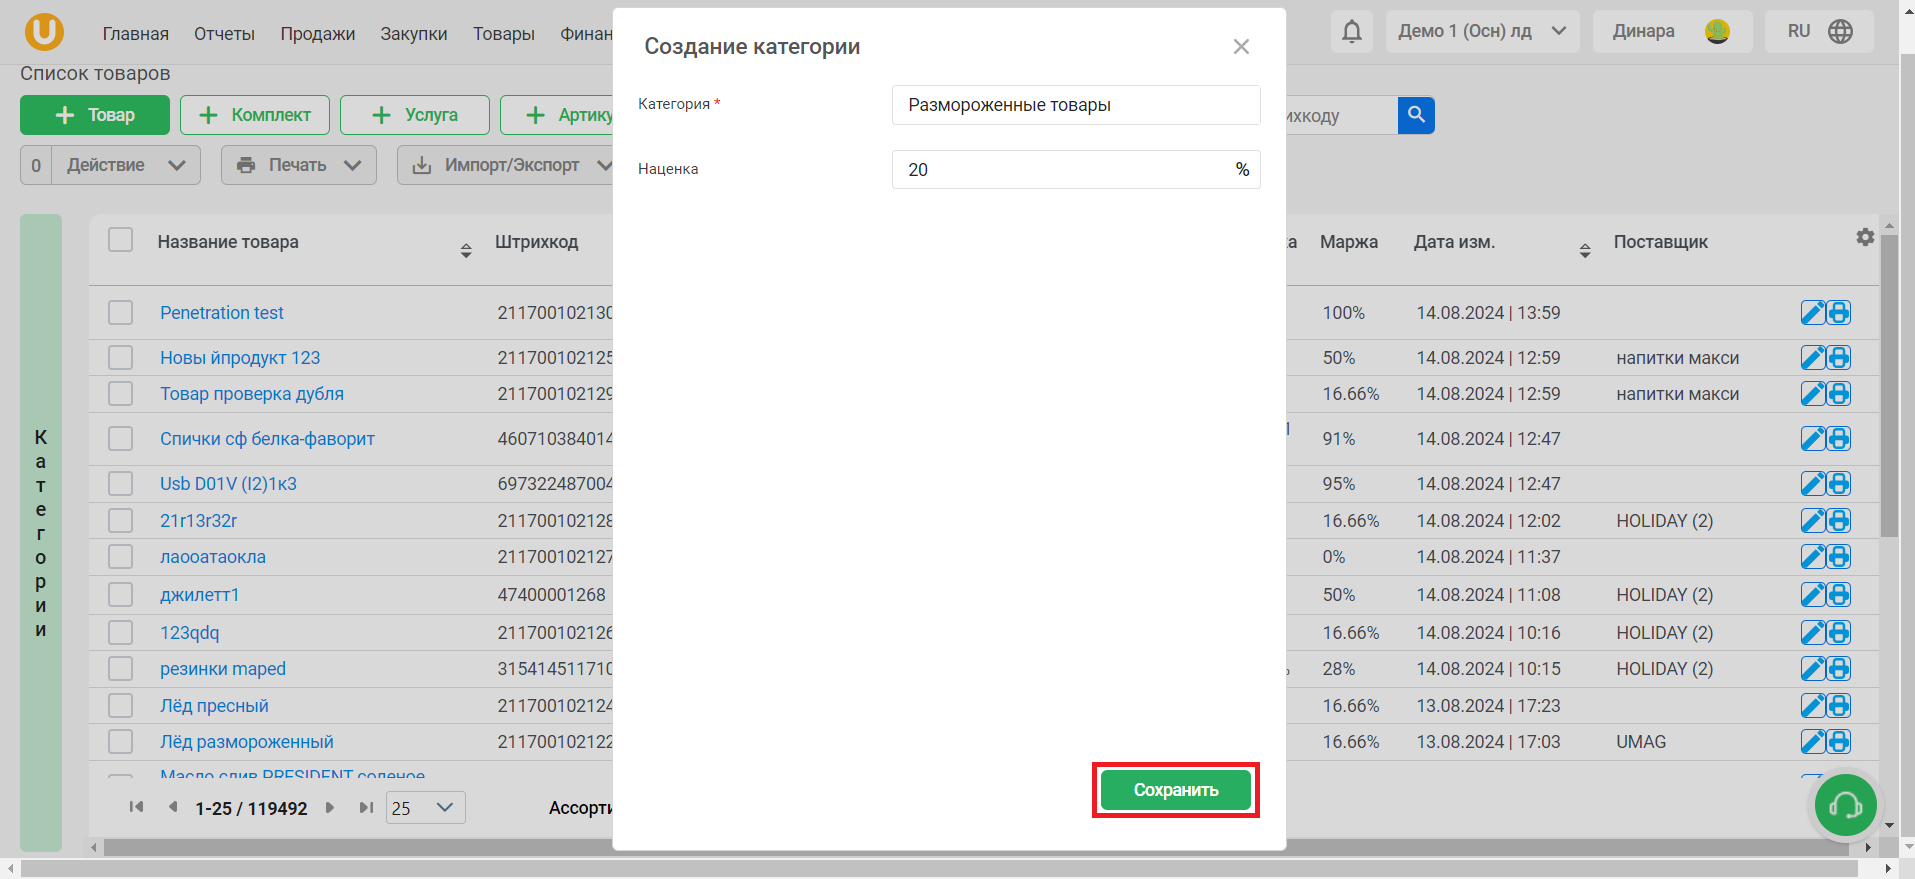 Главная Отчеты Продажи Закупки Товары
Демо 1 (Осн) лд Динара RU
Создание категории
Категория *
Размороженные товары
Наценка
20 %
Сохранить
Список товаров
Товар Комплект Услуга
0 Действие Печать Импорт/Экспорт
Категории
Название товара Штрихкод Маржа Дата изм. Поставщик
Penetration test 211700102130 100% 14.08.2024 | 13:59
Новы йпродукт 123 211700102125 50% 14.08.2024 | 12:59 напитки макси
Товар проверка дубля 211700102129 16.66% 14.08.2024 | 12:59 напитки макси
Спички сф белка-фаворит 460710384014 91% 14.08.2024 | 12:47
Usb D01V (l2)1к3 697322487004 95% 14.08.2024 | 12:47
21r13r32r 211700102128 16.66% 14.08.2024 | 12:02 HOLIDAY (2)
лаооатаокла 211700102127 0% 14.08.2024 | 11:37
джилетт1 47400001268 50% 14.08.2024 | 11:08 HOLIDAY (2)
123qdq 211700102126 16.66% 14.08.2024 | 10:16 HOLIDAY (2)
резинки maped 315414511710 28% 14.08.2024 | 10:15 HOLIDAY (2)
Лёд пресный 211700102124 16.66% 13.08.2024 | 17:23
Лёд размороженный 211700102122 16.66% 13.08.2024 | 17:03 UMAG
Масло слив PRESIDENT соленое
1-25 / 119492 25